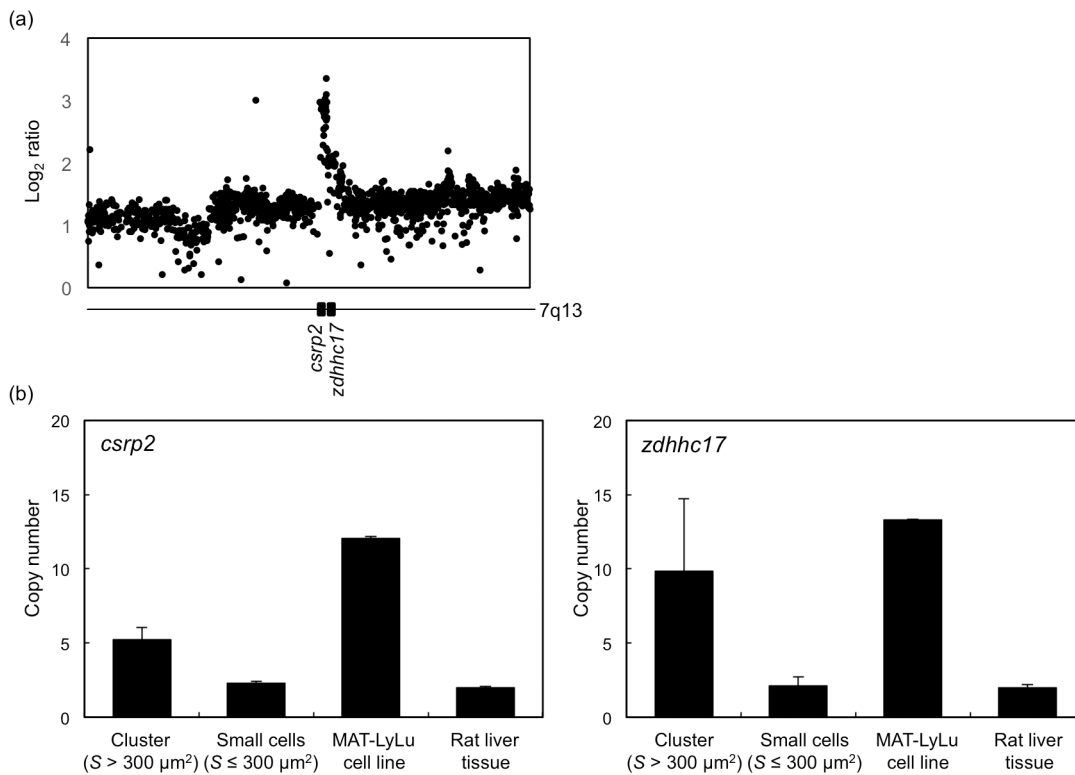 (a)
4
3
2
1
0
Log₂ ratio
7q13
csrp2
zdhhc17
(b)
20
15
10
5
0
Copy number
csrp2
Cluster
(S > 300 µm²)
Small cells
(S ≤ 300 µm²)
MAT-LyLu
cell line
Rat liver
tissue
20
15
10
5
0
Copy number
zdhhc17
Cluster
(S > 300 µm²)
Small cells
(S ≤ 300 µm²)
MAT-LyLu
cell line
Rat liver
tissue